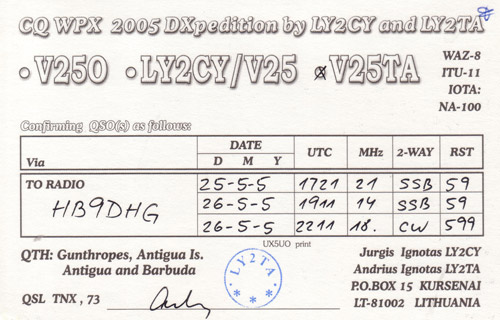 CQ WPX 2005 DXpedition by LY2CY and LY2TA
• V25O • LY2CY/V25 V25TA
WAZ-8
ITU-11
IOTA:
NA-100
Confirming QSO(s) as follows:
Via DATE UTC MHz 2-WAY RST
D M Y
TO RADIO 25-5-5 1721 21 SSB 59
HB9DHG 26-5-5 1911 14 SSB 59
26-5-5 2211 18. CW 599
UX5UO print
QTH: Gunthropes, Antigua Is.
Antigua and Barbuda
QSL TNX , 73
LY2TA
***
Jurgis Ignotas LY2CY
Andrius Ignotas LY2TA
P.O.BOX 15 KURSENAI
LT-81002 LITHUANIA